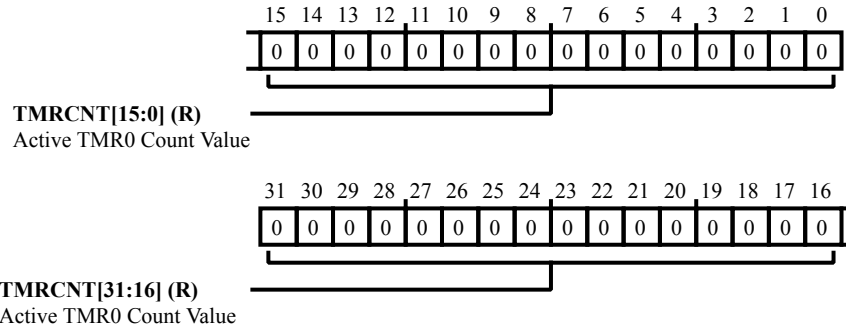 15 14 13 12 11 10 9 8 7 6 5 4 3 2 1 0
0 0 0 0 0 0 0 0 0 0 0 0 0 0 0 0
TMRCNT[15:0] (R)
Active TMR0 Count Value
31 30 29 28 27 26 25 24 23 22 21 20 19 18 17 16
0 0 0 0 0 0 0 0 0 0 0 0 0 0 0 0
TMRCNT[31:16] (R)
Active TMR0 Count Value